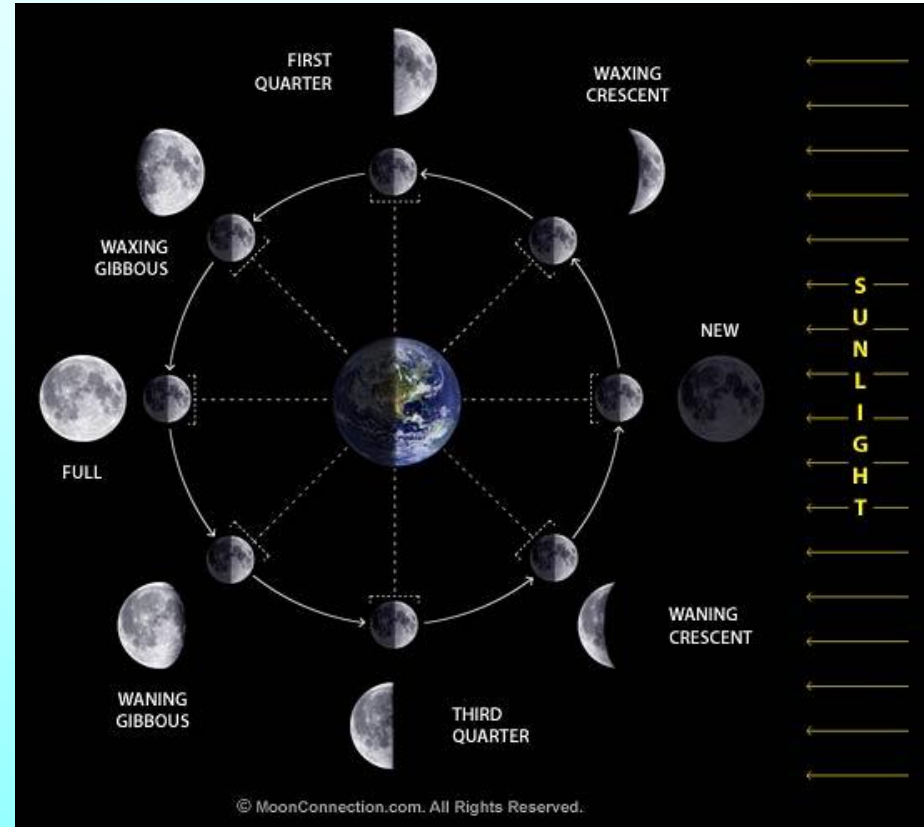 FIRST
QUARTER
WAXING
CRESCENT
WAXING
GIBBOUS
NEW
SUNLIGHT
FULL
WANING
GIBBOUS
THIRD
QUARTER
WANING
CRESCENT
© MoonConnection.com. All Rights Reserved.